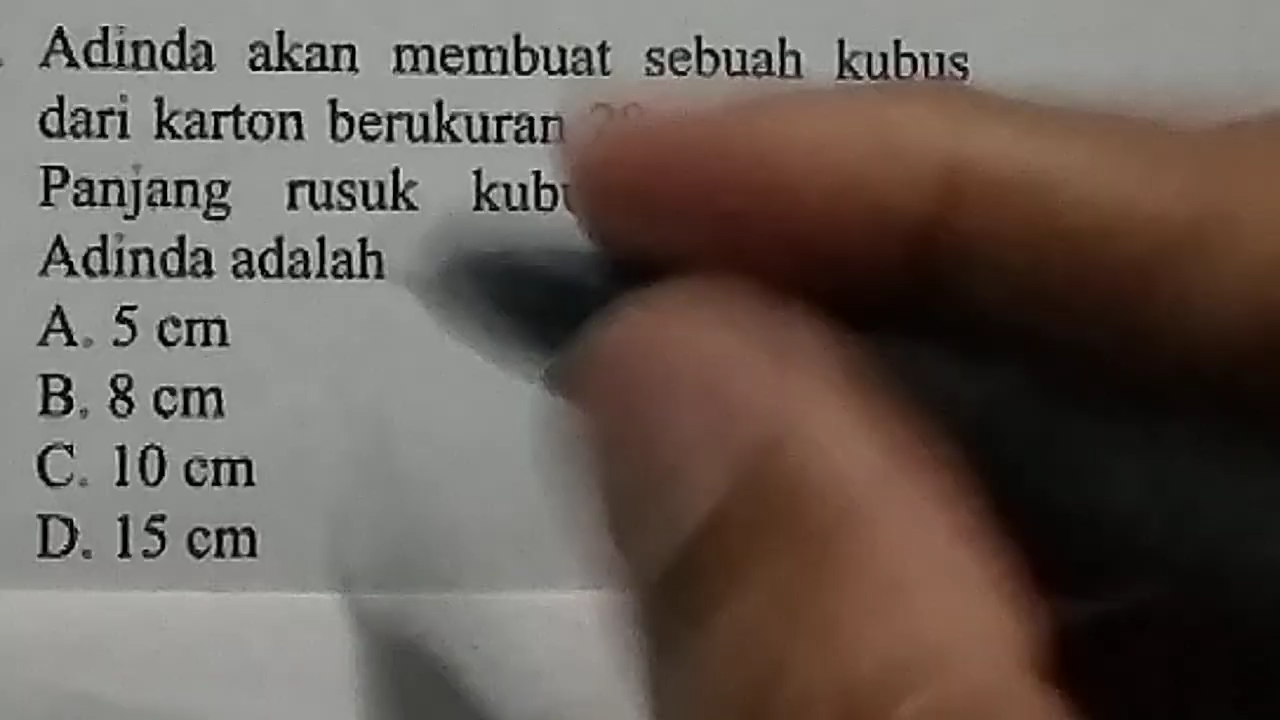 Adinda akan membuat sebuah kubus
dari karton berukuran
Panjang rusuk
Adinda adalah
A. 5 cm
B. 8 cm
C. 10 cm
D. 15 cm